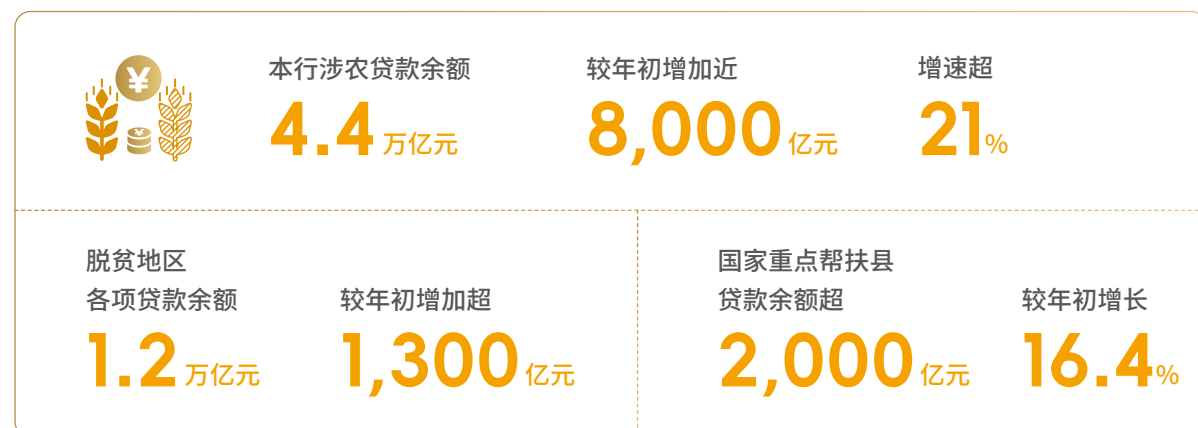 ¥
本行涉农贷款余额
4.4万亿元
较年初增加近
8,000亿元
增速超
21%
¥
脱贫地区
各项贷款余额
1.2万亿元
较年初增加超
1,300亿元
国家重点帮扶县
贷款余额超
2,000亿元
较年初增长
16.4%